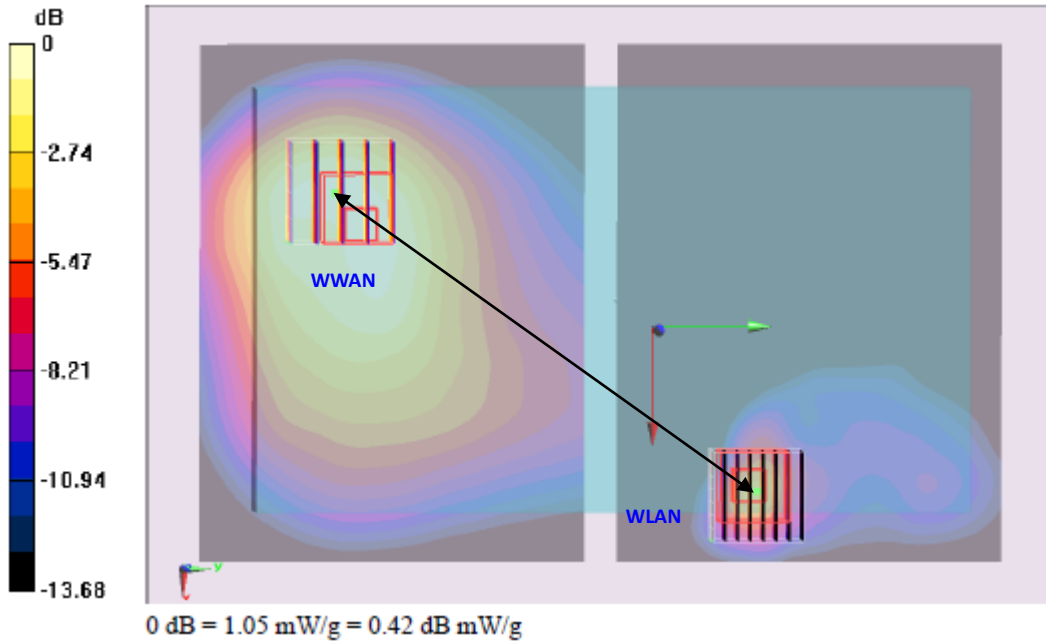 dB
0
-2.74
-5.47
-8.21
-10.94
-13.68
WWAN
WLAN
y
0 dB = 1.05 mW/g = 0.42 dB mW/g